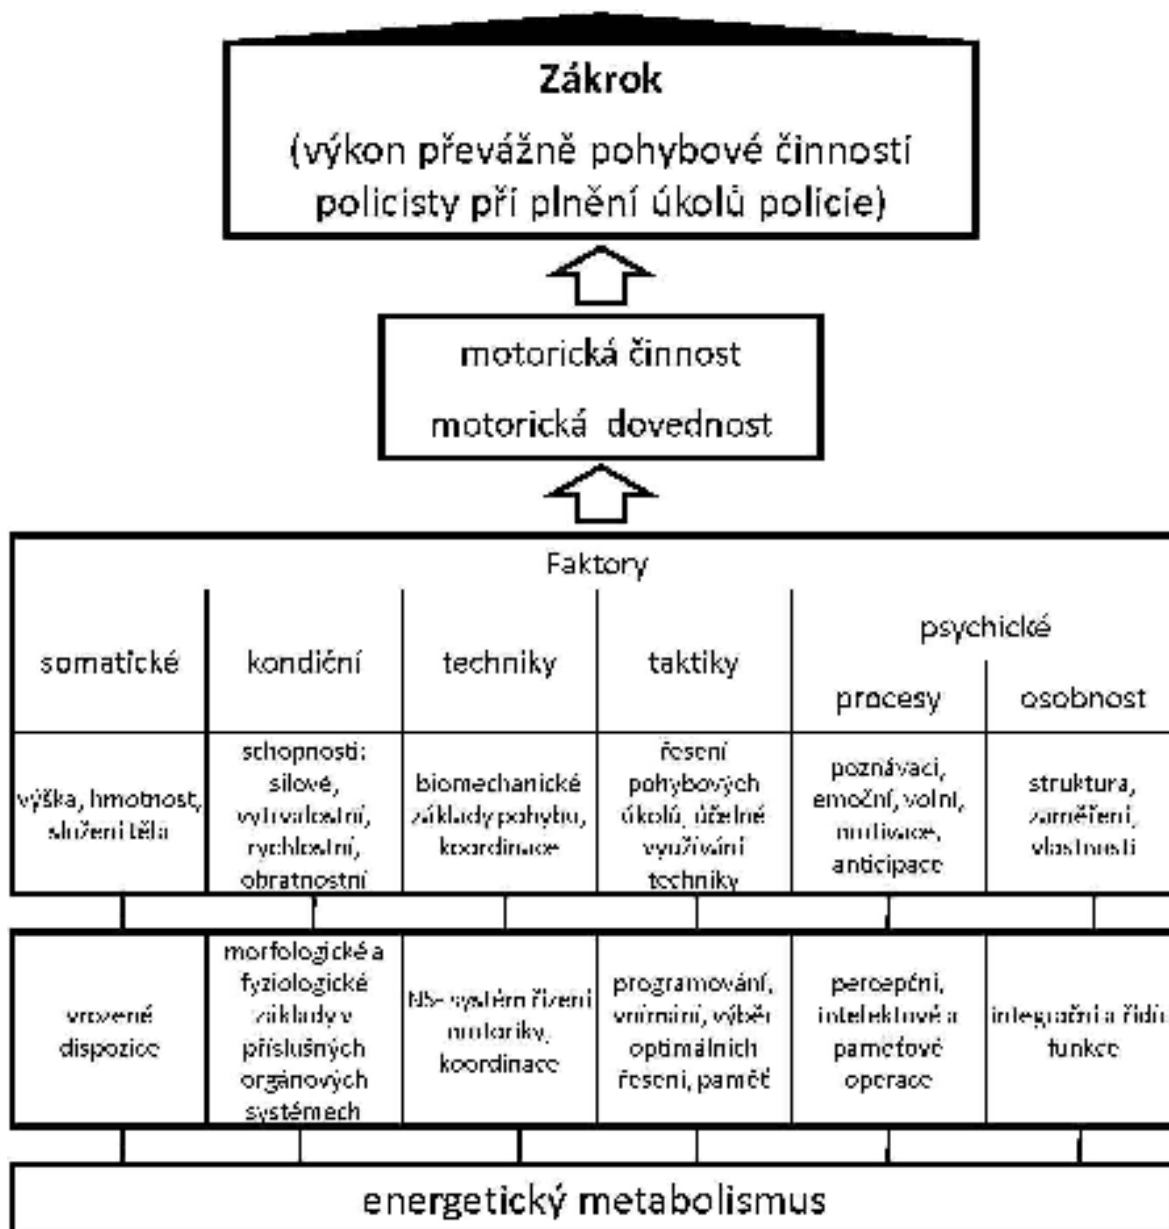 Zákrok
(výkon převážně pohybové činností
policisty při plnění úkolů policie)
motorická činnost
motorická dovednost
Faktory
somatické
kondiční
techniky
taktiky
psychické
procesy
osobnost
výška, hmotnost,
složení těla
schopnosti:
silové,
vytrvalostní,
rychlostní,
obratnostní
biomechanické
základy pohybu,
koordinace
řešení
pohybových
úkolů, účelné
využívání
techniky
poznávací,
emoční, volní,
motivace,
anticipace
struktura,
zaměření,
vlastnosti
vrozené
dispozice
morfologické a
fyziologické
základy v
příslušných
orgánových
systémech
NS- systém řízení
motoriky,
koordinace
programování,
vnímání, výběr
optimálních
řešení, paměť
percepční,
intelektové a
paměťové
operace
integrační a řídíc
funkce
energetický metabolismus